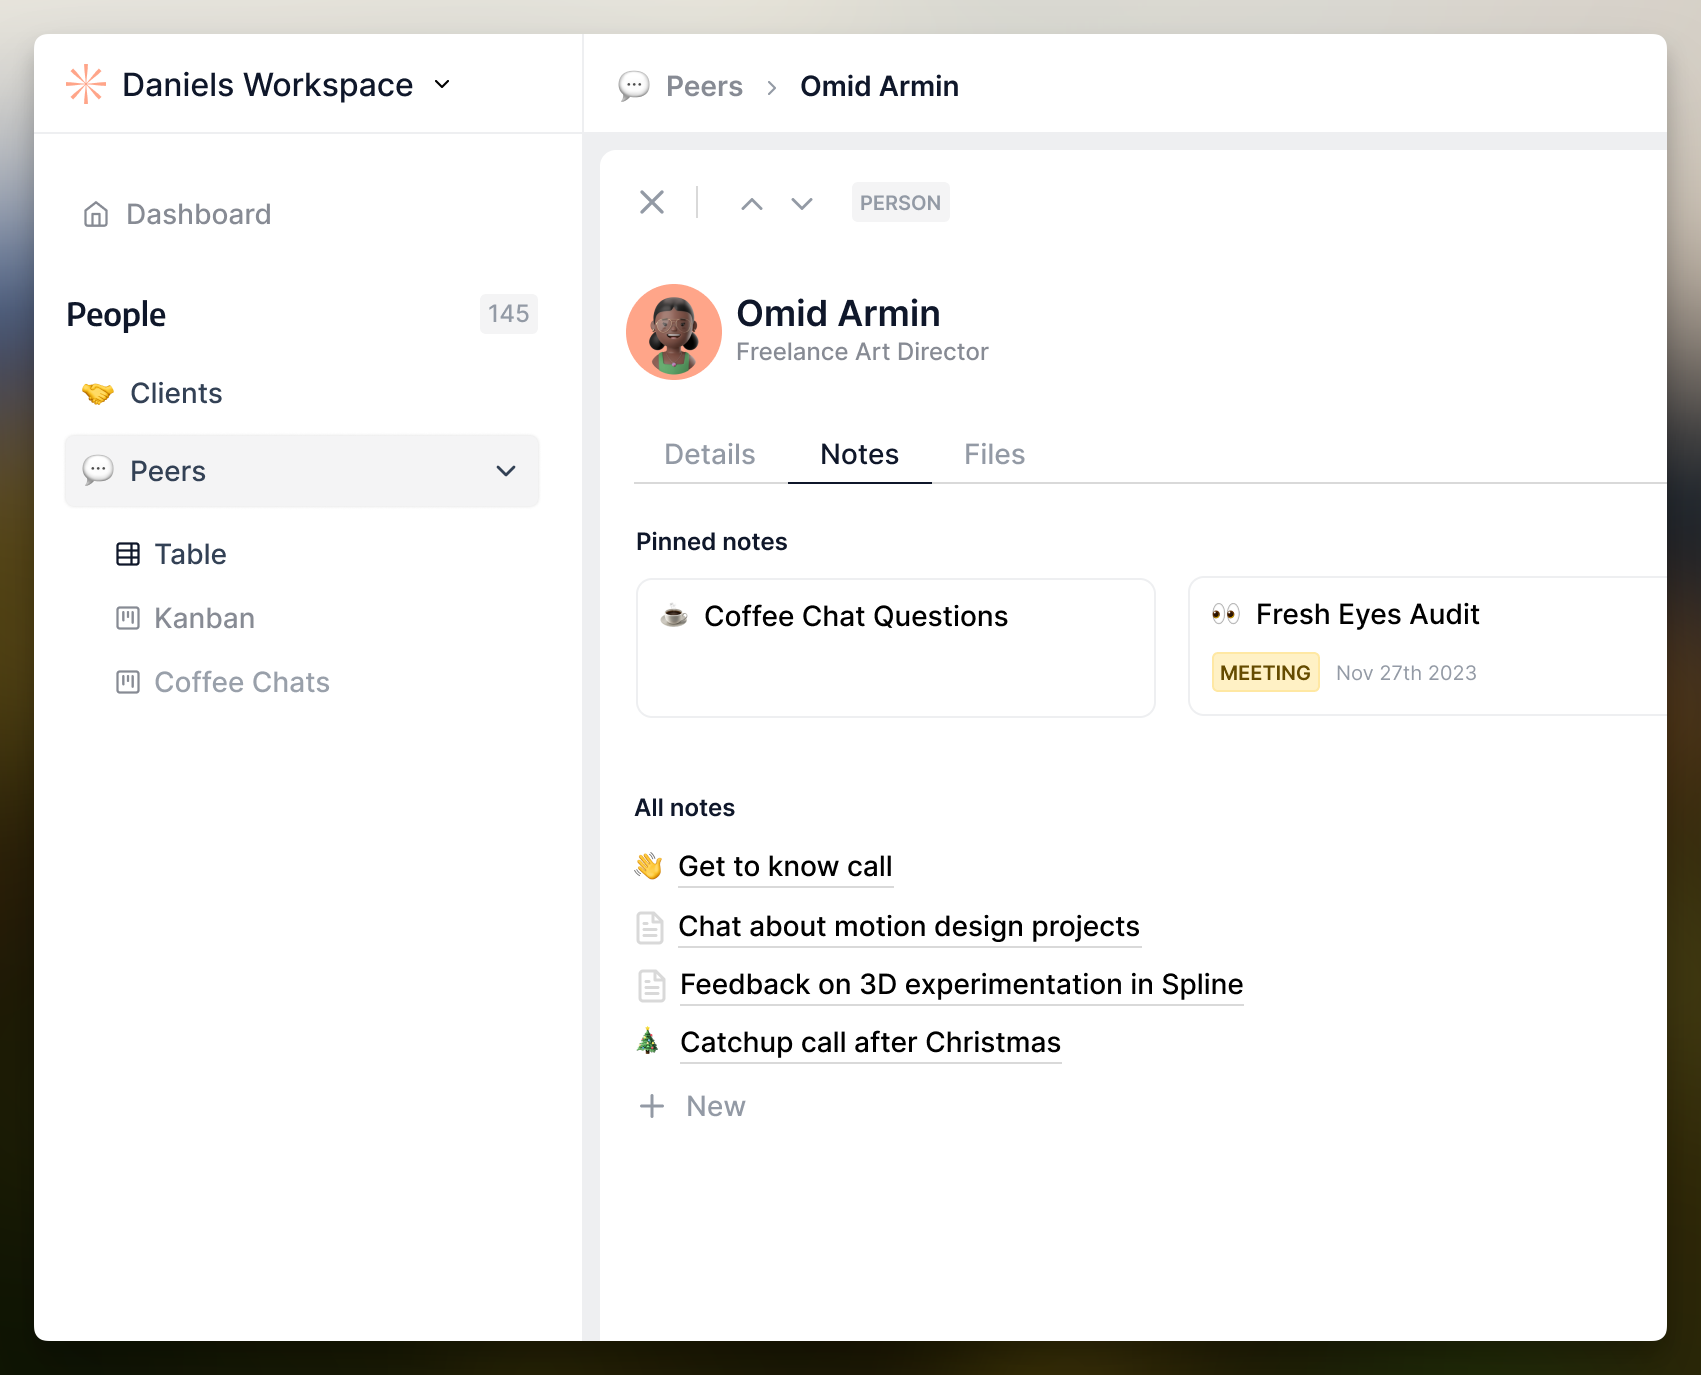 Daniels Workspace
Peers › Omid Armin
Dashboard
People 145
Clients
Peers
Table
Kanban
Coffee Chats
PERSON
Omid Armin
Freelance Art Director
Details Notes Files
Pinned notes
Coffee Chat Questions
Fresh Eyes Audit
MEETING Nov 27th 2023
All notes
Get to know call
Chat about motion design projects
Feedback on 3D experimentation in Spline
Catchup call after Christmas
New